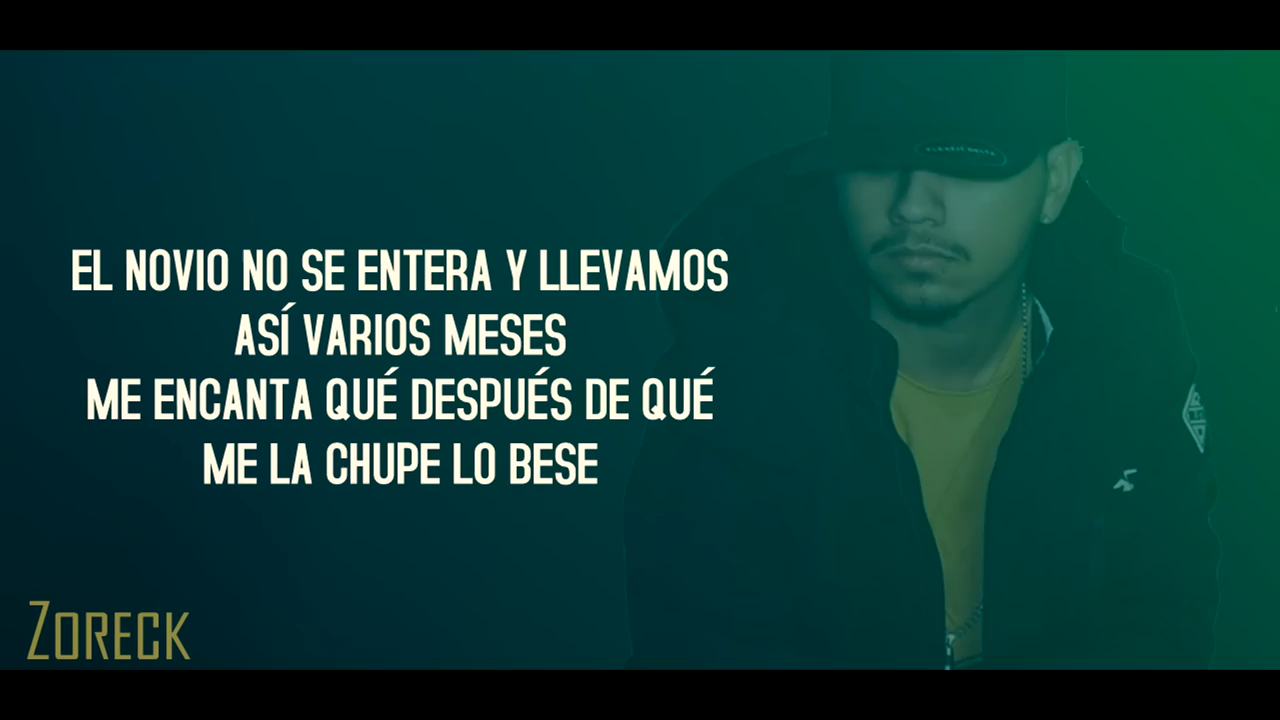 EL NOVIO NO SE ENTERA Y LLEVAMOS
ASÍ VARIOS MESES
ME ENCANTA QUÉ DESPUÉS DE QUÉ
ME LA CHUPE LO BESE
ZORECK